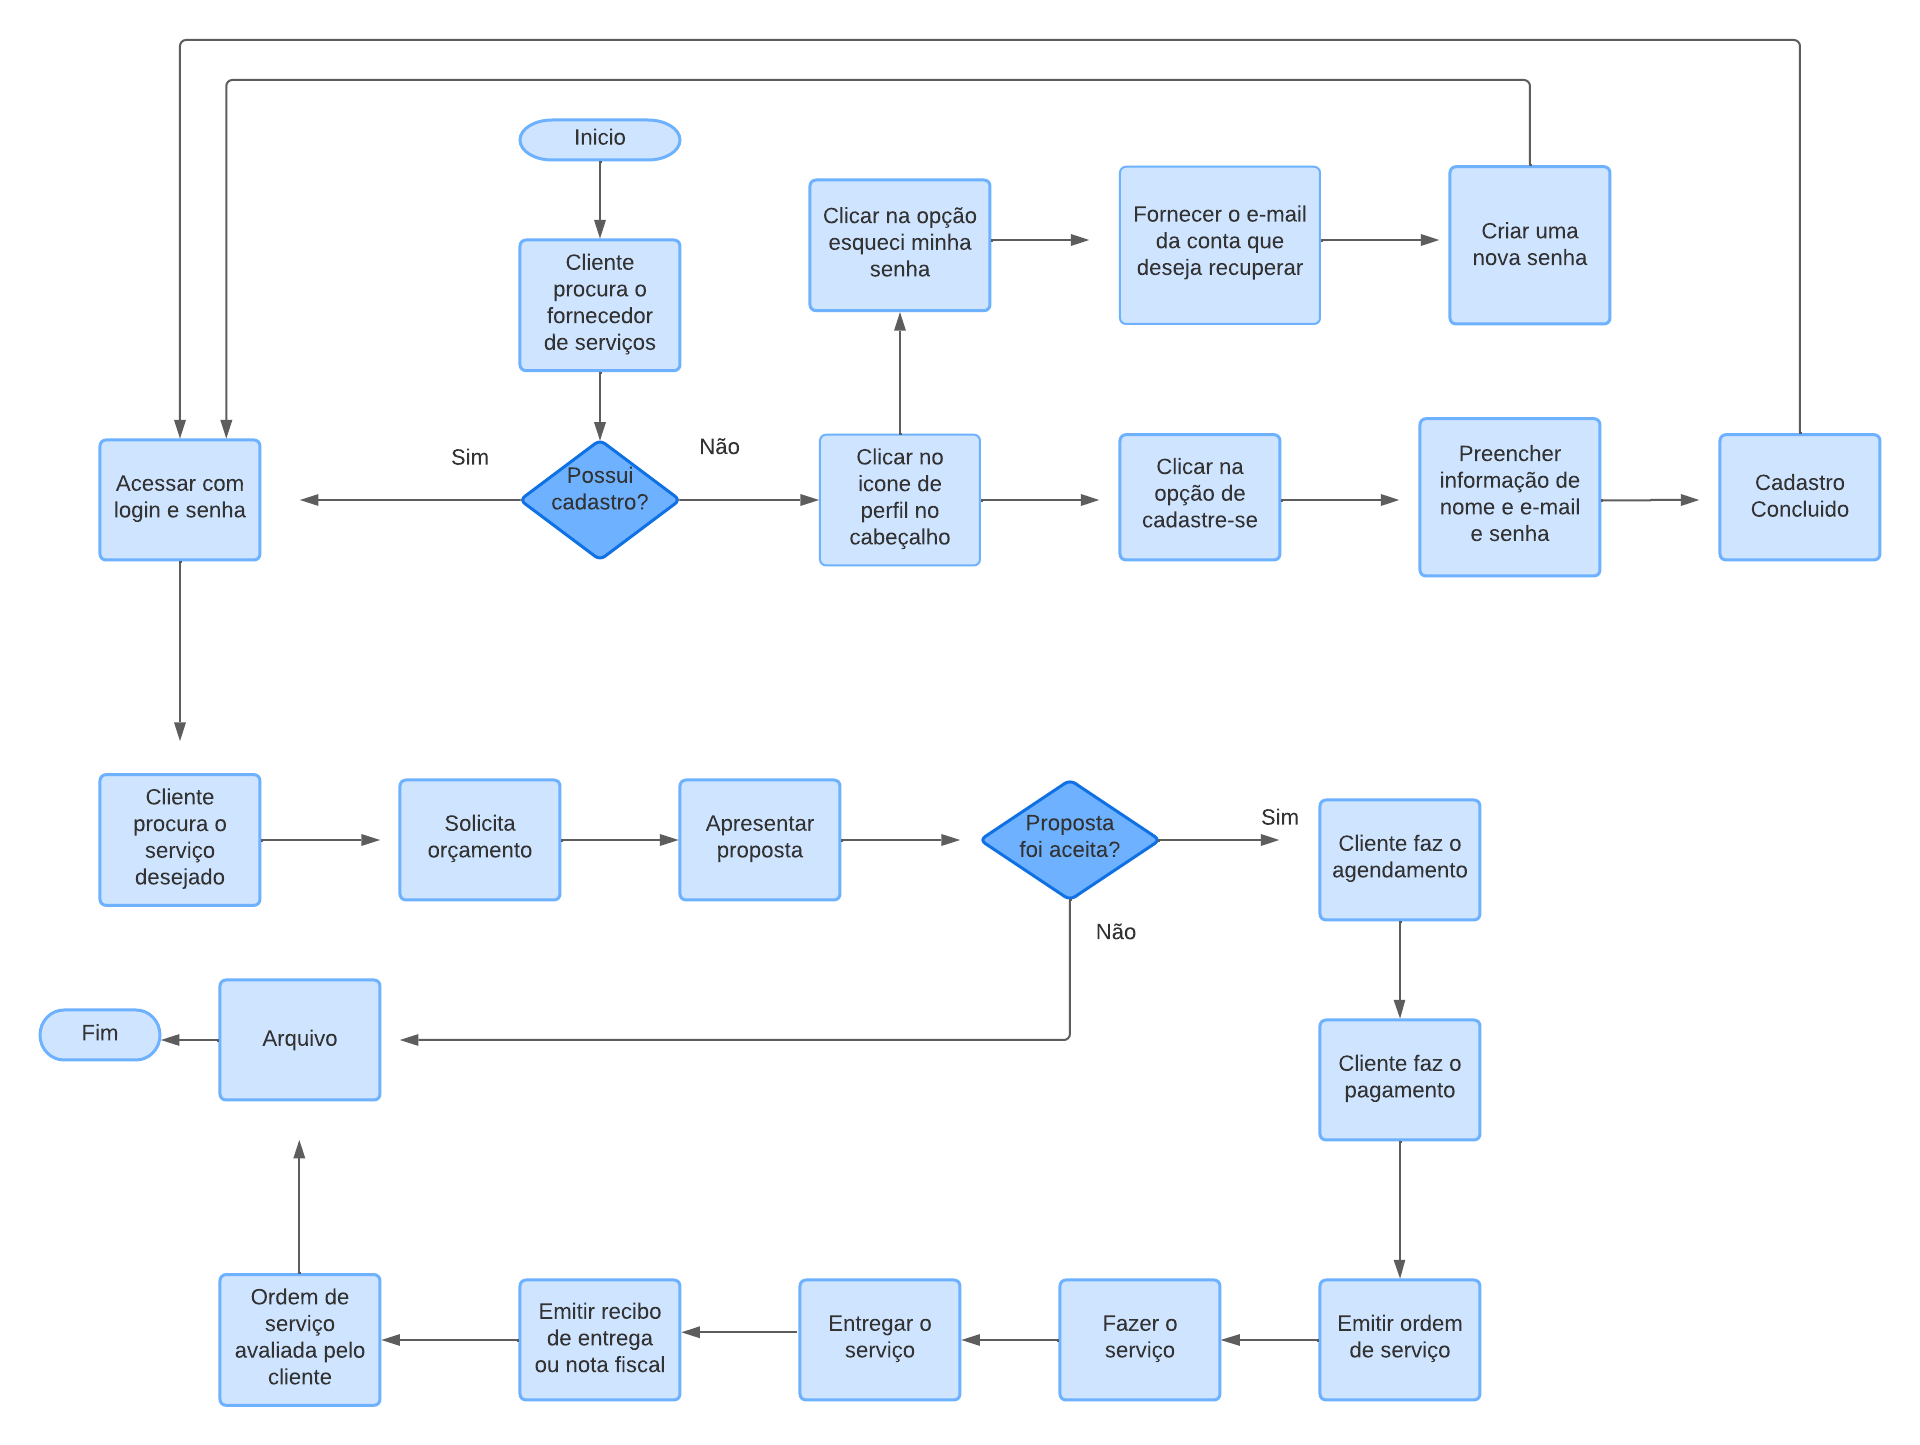 Inicio
Cliente
procura o
fornecedor
de serviços
Clicar na opção
esqueci minha
senha
Fornecer o e-mail
da conta que
deseja recuperar
Criar uma
nova senha
Acessar com
login e senha
Sim
Possui
cadastro?
Não
Clicar no
icone de
perfil no
cabeçalho
Clicar na
opção de
cadastre-se
Preencher
informação de
nome e e-mail
e senha
Cadastro
Concluido
Cliente
procura o
serviço
desejado
Solicita
orçamento
Apresentar
proposta
Proposta
foi aceita?
Sim
Cliente faz o
agendamento
Não
Fim
Arquivo
Cliente faz o
pagamento
Ordem de
serviço
avaliada pelo
cliente
Emitir recibo
de entrega
ou nota fiscal
Entregar o
serviço
Fazer o
serviço
Emitir ordem
de serviço